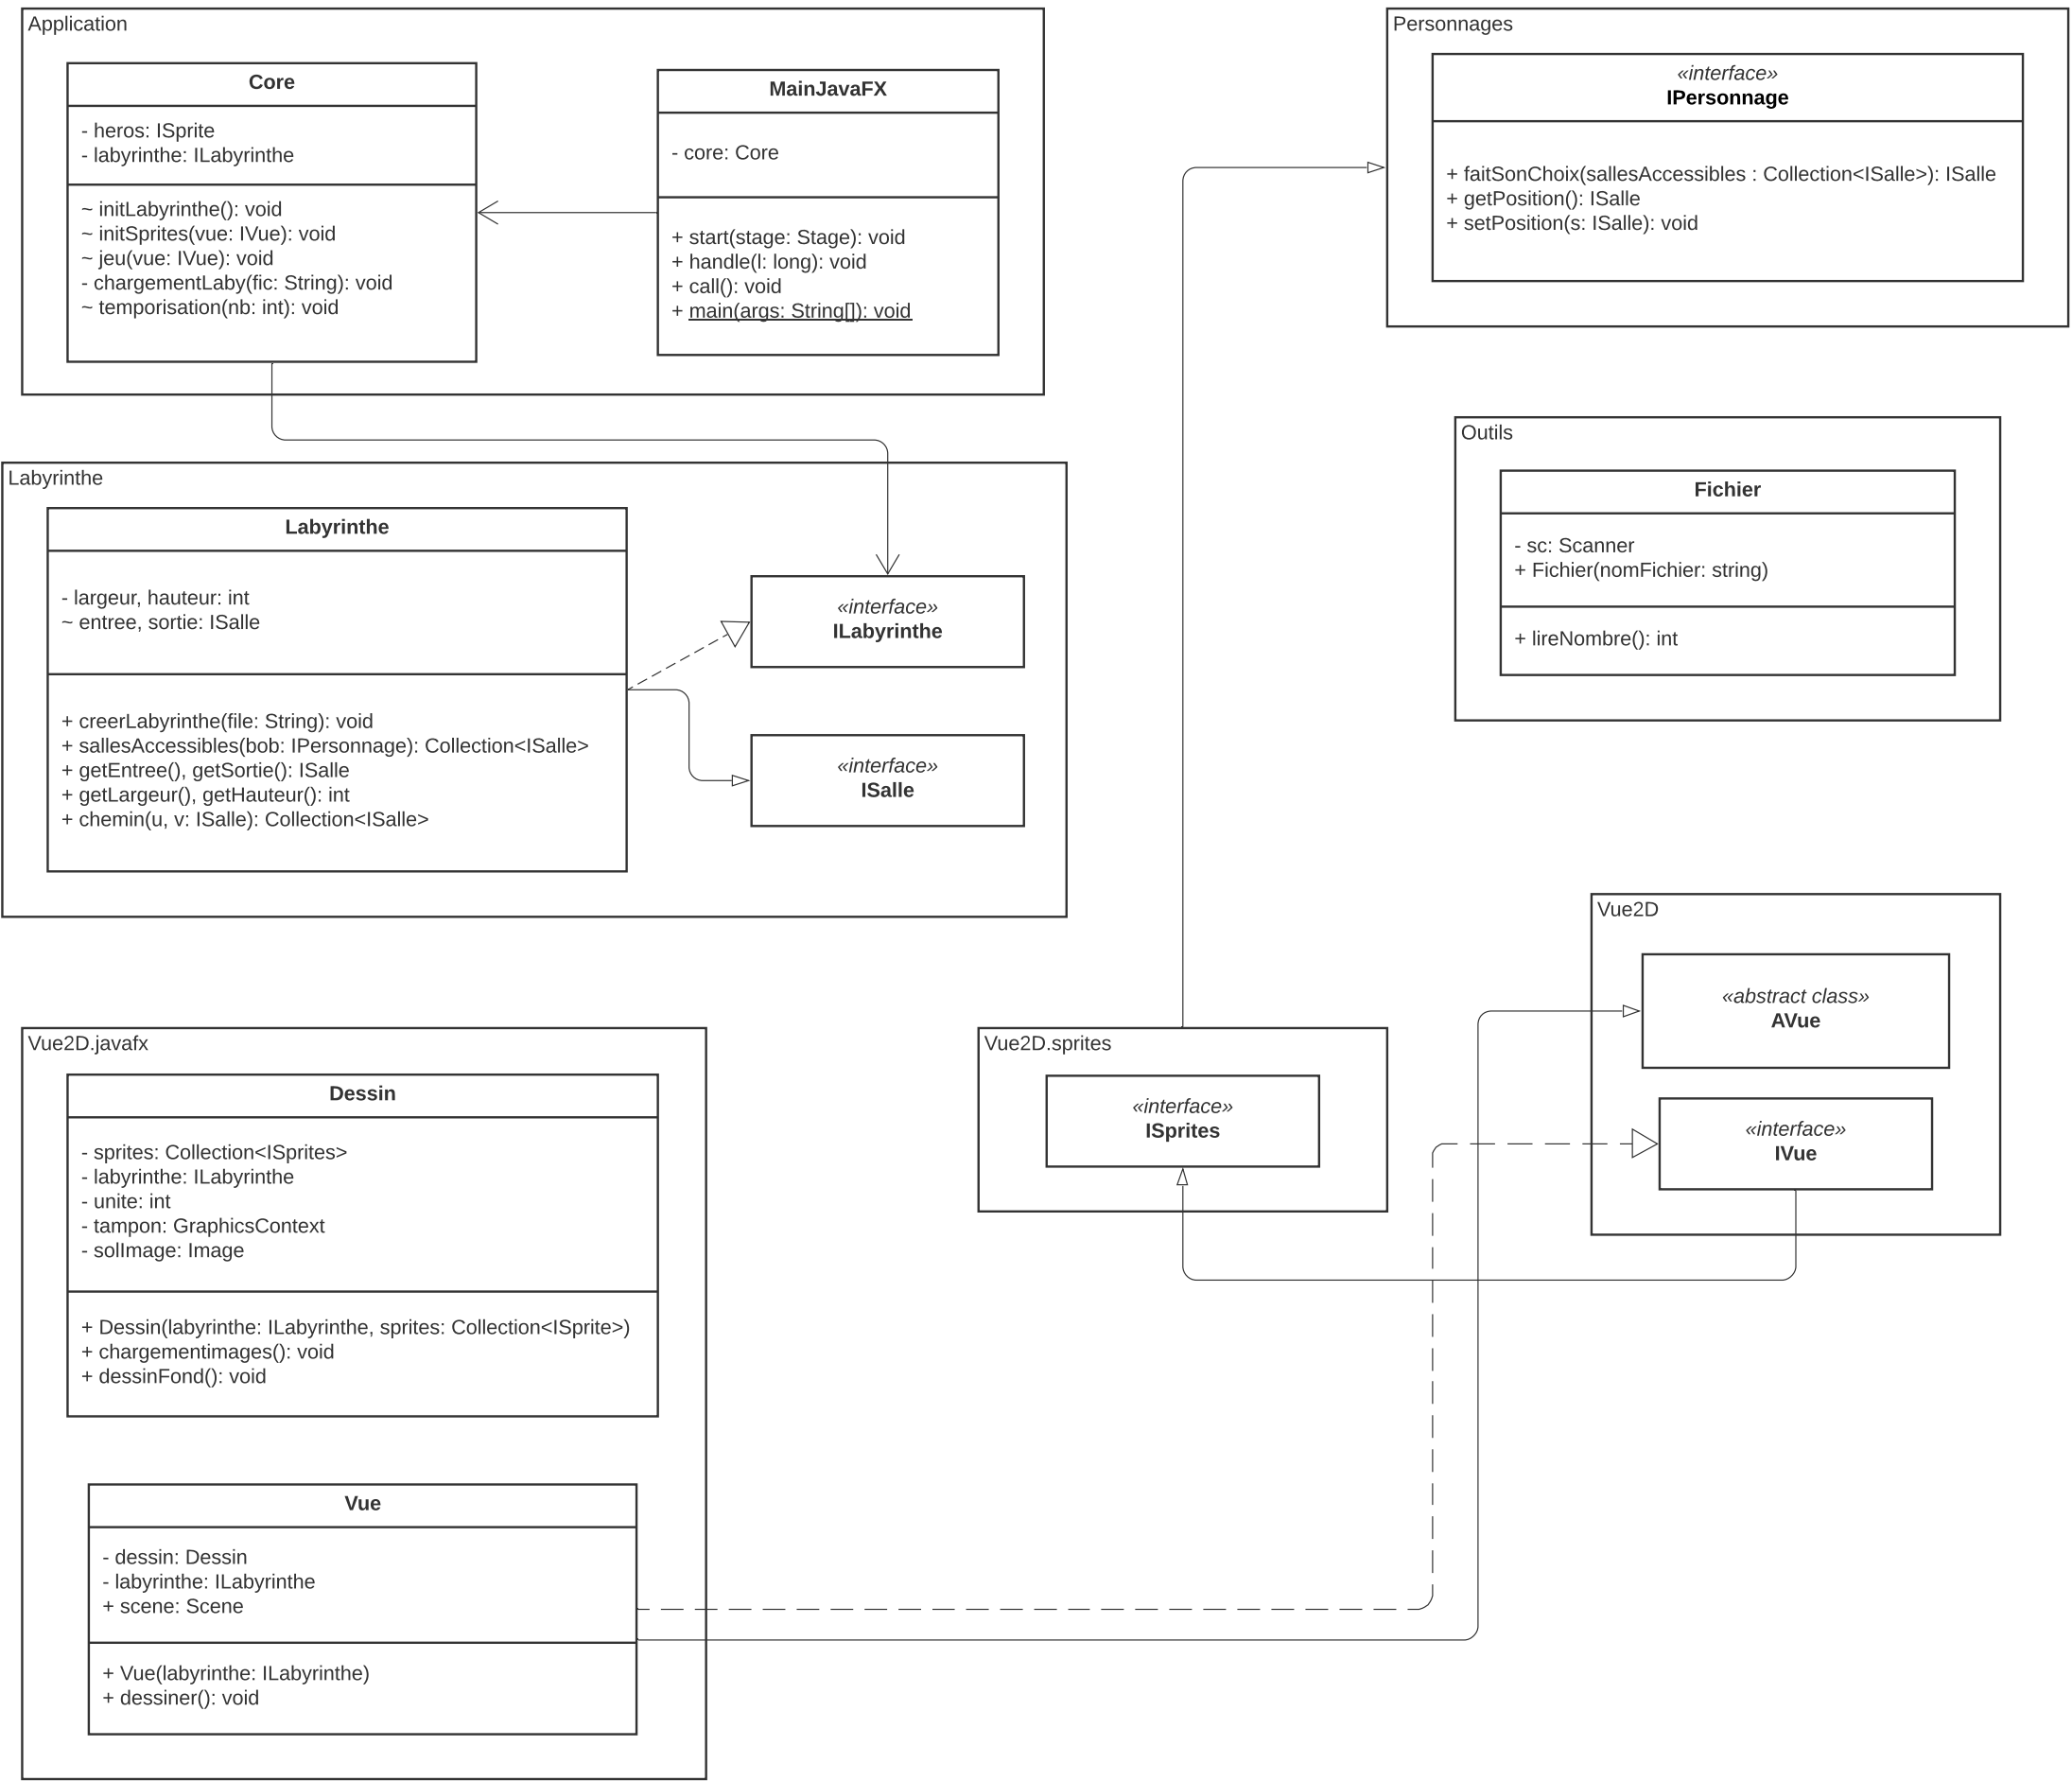 Application
Core
- heros: ISprite
- labyrinthe: ILabyrinthe
~ initLabyrinthe(): void
~ initSprites(vue: IVue): void
~ jeu(vue: IVue): void
- chargementLaby(fic: String): void
~ temporisation(nb: int): void
MainJavaFX
- core: Core
+ start(stage: Stage): void
+ handle(l: long): void
+ call(): void
+ main(args: String[]): void
Personnages
«interface»
IPersonnage
+ faitSonChoix(sallesAccessibles : Collection<ISalle>): ISalle
+ getPosition(): ISalle
+ setPosition(s: ISalle): void
Outils
Fichier
- sc: Scanner
+ Fichier(nomFichier: string)
+ lireNombre(): int
Labyrinthe
Labyrinthe
- largeur, hauteur: int
~ entree, sortie: ISalle
+ creerLabyrinthe(file: String): void
+ sallesAccessibles(bob: IPersonnage): Collection<ISalle>
+ getEntree(), getSortie(): ISalle
+ getLargeur(), getHauteur(): int
+ chemin(u, v: ISalle): Collection<ISalle>
«interface»
ILabyrinthe
«interface»
ISalle
Vue2D
«abstract class»
AVue
«interface»
IVue
Vue2D.sprites
«interface»
ISprites
Vue2D.javafx
Dessin
- sprites: Collection<ISprites>
- labyrinthe: ILabyrinthe
- unite: int
- tampon: GraphicsContext
- solImage: Image
+ Dessin(labyrinthe: ILabyrinthe, sprites: Collection<ISprite>)
+ chargementimages(): void
+ dessinFond(): void
Vue
- dessin: Dessin
- labyrinthe: ILabyrinthe
+ scene: Scene
+ Vue(labyrinthe: ILabyrinthe)
+ dessiner(): void